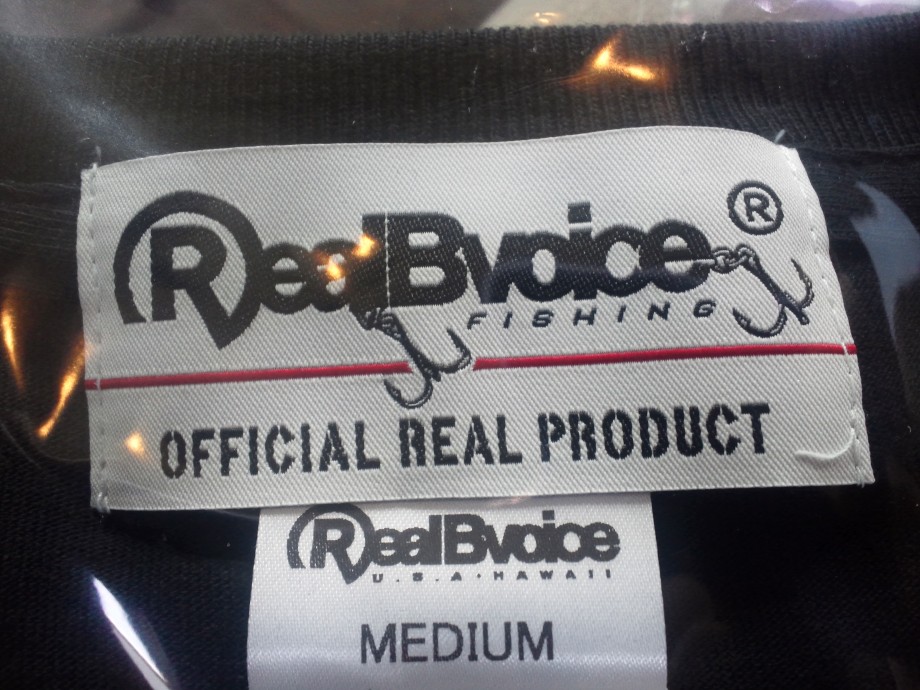 RealBvoice ®
FISHING
OFFICIAL REAL PRODUCT
RealBvoice
U.S.A·HAWAII
MEDIUM